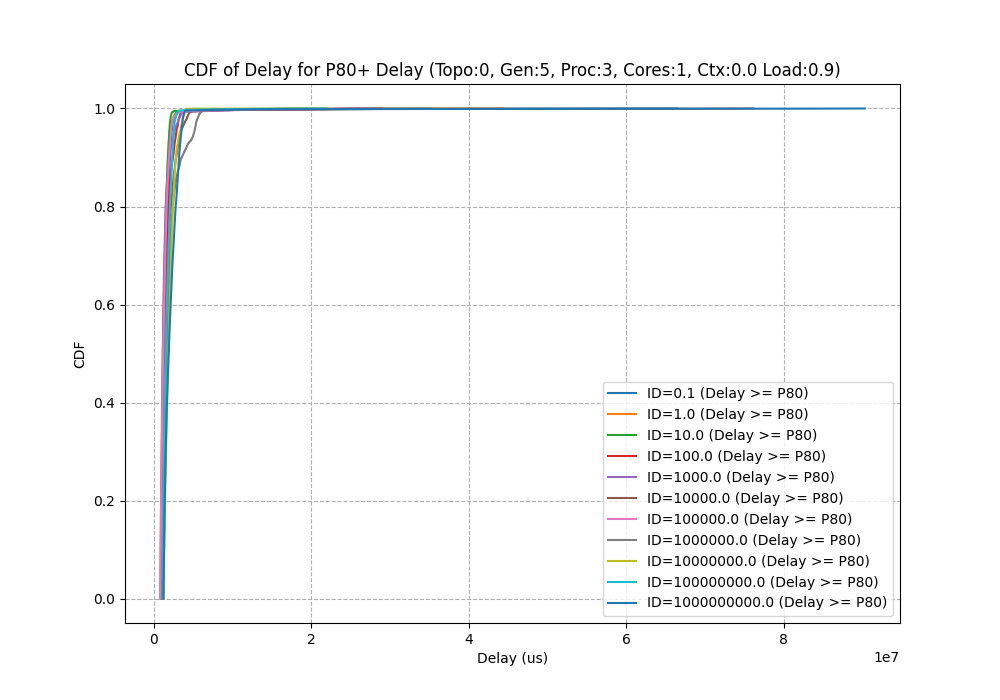 CDF of Delay for P80+ Delay (Topo:0, Gen:5, Proc:3, Cores:1, Ctx:0.0 Load:0.9)
1.0
0.8
0.6
0.4
0.2
0.0
CDF
ID=0.1 (Delay >= P80)
ID=1.0 (Delay >= P80)
ID=10.0 (Delay >= P80)
ID=100.0 (Delay >= P80)
ID=1000.0 (Delay >= P80)
ID=10000.0 (Delay >= P80)
ID=100000.0 (Delay >= P80)
ID=1000000.0 (Delay >= P80)
ID=10000000.0 (Delay >= P80)
ID=100000000.0 (Delay >= P80)
ID=1000000000.0 (Delay >= P80)
0 2 4 6 8
1e7
Delay (us)